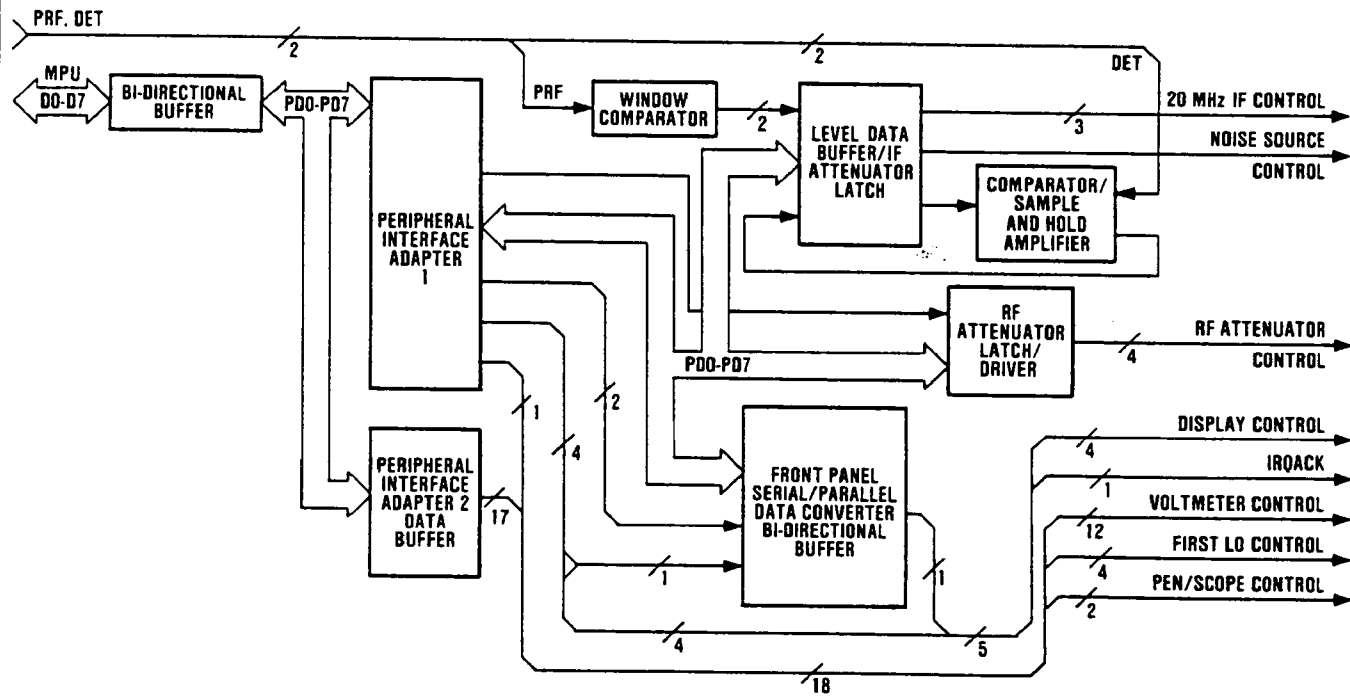 PRF, DET
2
2
DET
MPU
D0-D7
BI-DIRECTIONAL
BUFFER
PD0-PD7
PRF
WINDOW
COMPARATOR
2
LEVEL DATA
BUFFER/IF
ATTENUATOR
LATCH
3
20 MHz IF CONTROL
NOISE SOURCE
CONTROL
COMPARATOR/
SAMPLE
AND HOLD
AMPLIFIER
PERIPHERAL
INTERFACE
ADAPTER
1
RF
ATTENUATOR
LATCH/
DRIVER
4
RF ATTENUATOR
CONTROL
PD0-PD7
1
2
4
PERIPHERAL
INTERFACE
ADAPTER 2
DATA
BUFFER
17
FRONT PANEL
SERIAL/PARALLEL
DATA CONVERTER
BI-DIRECTIONAL
BUFFER
1
1
4
5
18
DISPLAY CONTROL
4
IRQACK
1
VOLTMETER CONTROL
12
FIRST LO CONTROL
4
PEN/SCOPE CONTROL
2